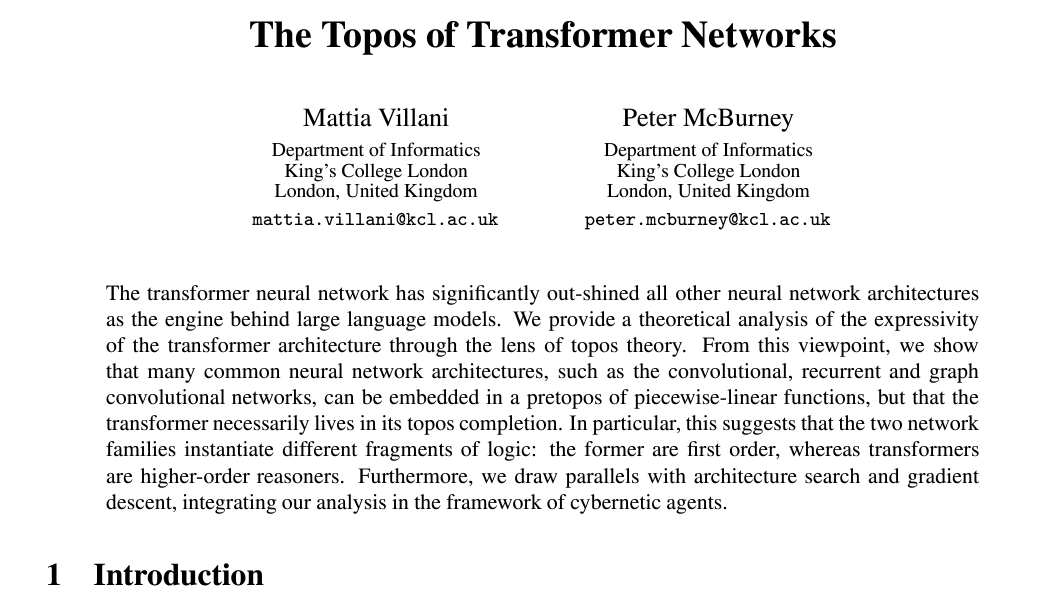 The Topos of Transformer Networks
Mattia Villani
Peter McBurney
Department of Informatics
King's College London
London, United Kingdom
mattia.villani@kcl.ac.uk
Department of Informatics
King's College London
London, United Kingdom
peter.mcburney@kcl.ac.uk
The transformer neural network has significantly out-shined all other neural network architectures
as the engine behind large language models. We provide a theoretical analysis of the expressivity
of the transformer architecture through the lens of topos theory. From this viewpoint, we show
that many common neural network architectures, such as the convolutional, recurrent and graph
convolutional networks, can be embedded in a pretopos of piecewise-linear functions, but that the
transformer necessarily lives in its topos completion. In particular, this suggests that the two network
families instantiate different fragments of logic: the former are first order, whereas transformers
are higher-order reasoners. Furthermore, we draw parallels with architecture search and gradient
descent, integrating our analysis in the framework of cybernetic agents.
1 Introduction